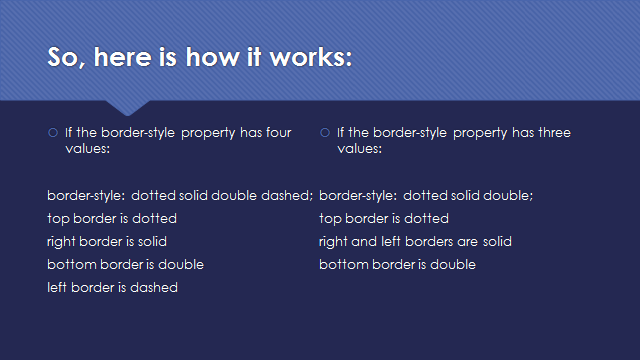 So, here is how it works:
If the border-style property has four
values:
border-style: dotted solid double dashed;
top border is dotted
right border is solid
bottom border is double
left border is dashed
If the border-style property has three
values:
border-style: dotted solid double;
top border is dotted
right and left borders are solid
bottom border is double